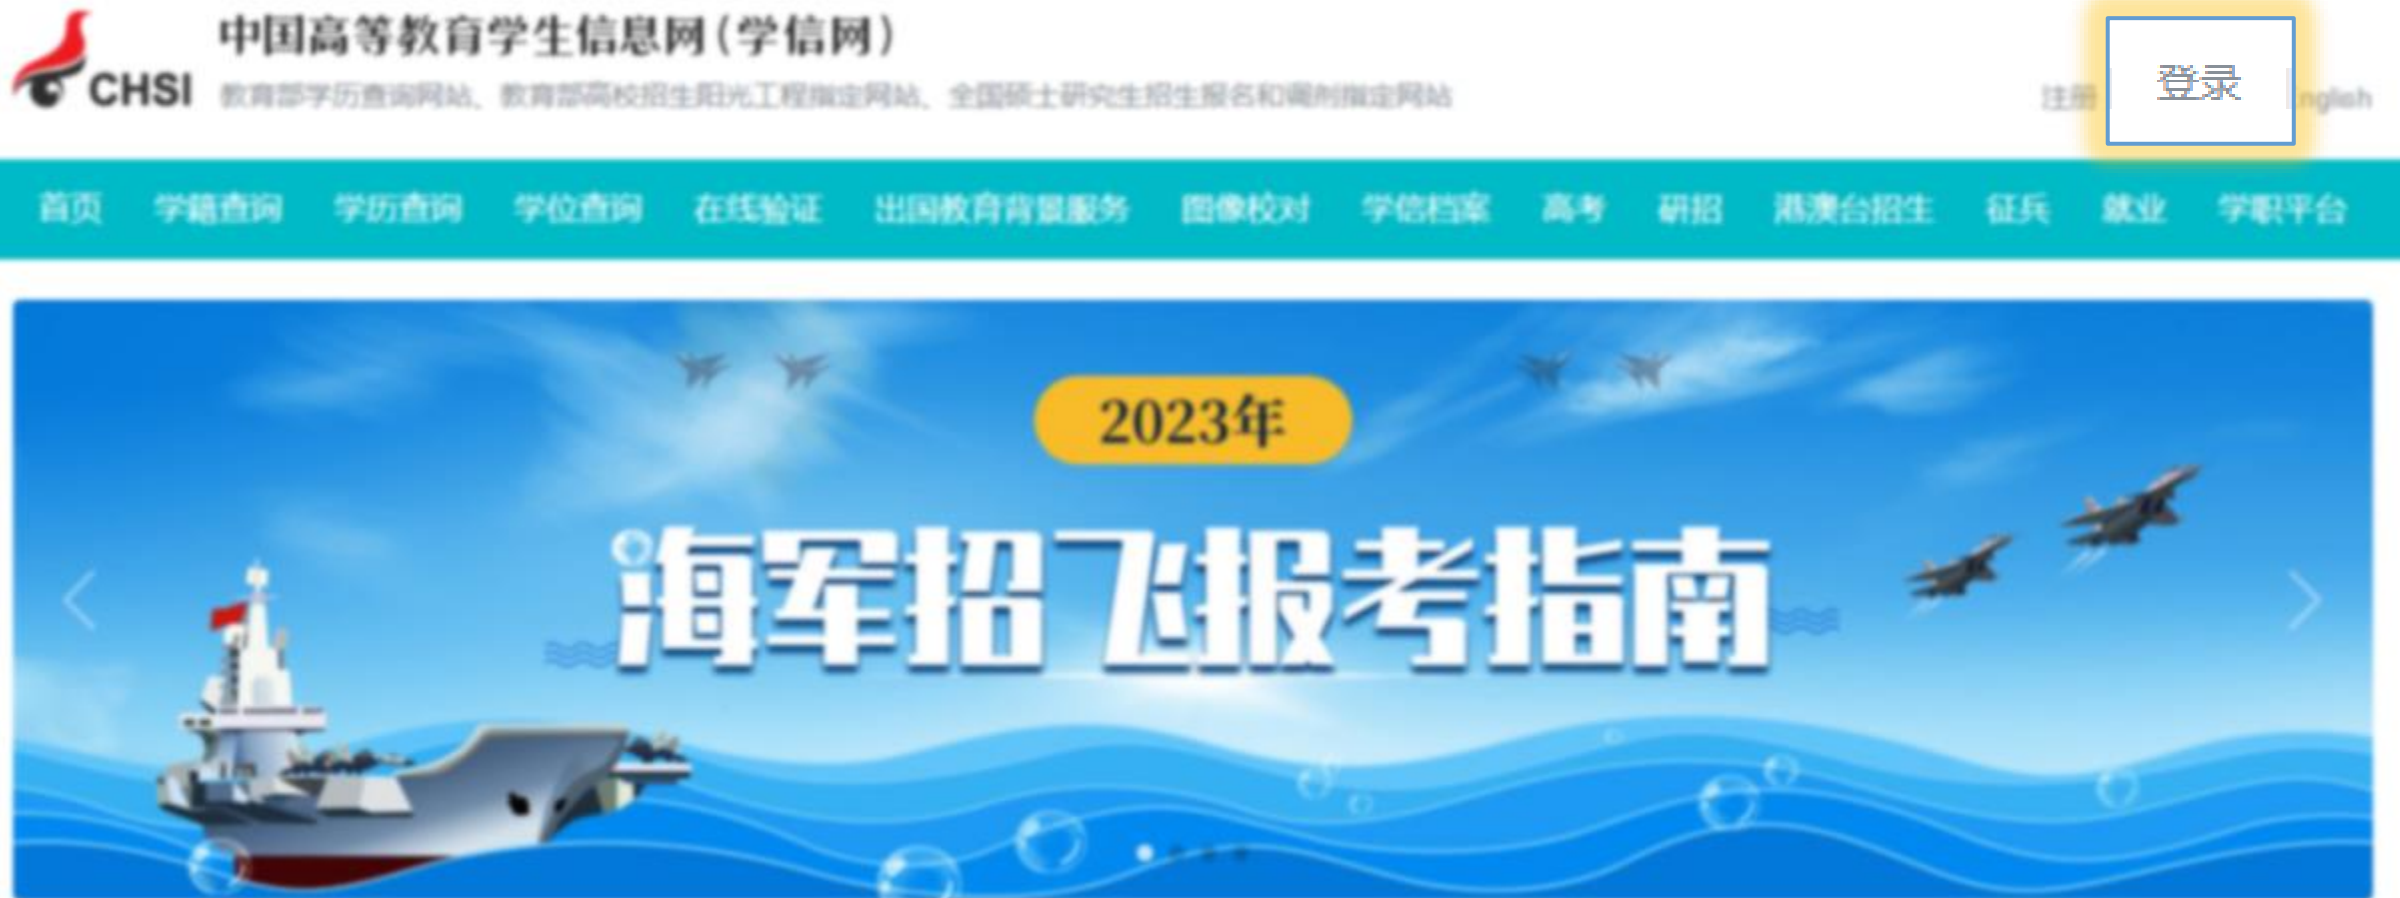 中国高等教育学生信息网(学信网)
CHSI 教育部学历查询网站、教育部高校招生阳光工程指定网站、全国硕士研究生招生报名和调剂指定网站
注册 登录 nglish
首页 学籍查询 学历查询 学位查询 在线验证 出国教育背景服务 图像校对 学信档案 高考 研招 港澳台招生 征兵 就业 学职平台
2023年
海军招飞报考指南